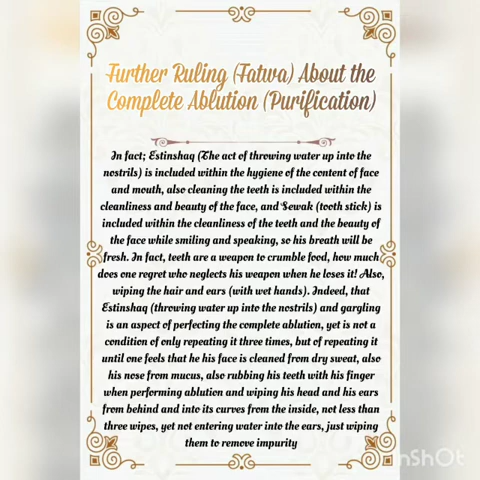 Further Ruling (Fatwa) About the
Complete Ablution (Purification)
In fact; Estinshaq (The act of throwing water up into the
nostrils) is included within the hygiene of the content of face
and mouth, also cleaning the teeth is included within the
cleanliness and beauty of the face, and Sewak (tooth stick) is
included within the cleanliness of the teeth and the beauty of
the face while smiling and speaking, so his breath will be
fresh. In fact, teeth are a weapon to crumble food, how much
does one regret who neglects his weapon when he loses it! Also,
wiping the hair and ears (with wet hands). Indeed, that
Estinshaq (throwing water up into the nostrils) and gargling
is an aspect of perfecting the complete ablution, yet is not a
condition of only repeating it three times, but of repeating it
until one feels that he his face is cleaned from dry sweat, also
his nose from mucus, also rubbing his teeth with his finger
when performing ablution and wiping his head and his ears
from behind and into its curves from the inside, not less than
three wipes, yet not entering water into the ears, just wiping
them to remove impurity
nShOt